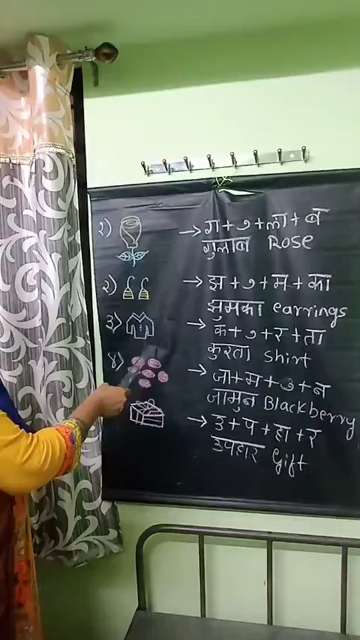 १) → ग + ु + ला + ब
गुलाब Rose
२) → झ + ु + म + का
झुमका earrings
३) → क + ु + र + ता
कुरता Shirt
४) → जा + म + ु + न
जामुन Blackberry
→ उ + प + हा + र
उपहार Gift